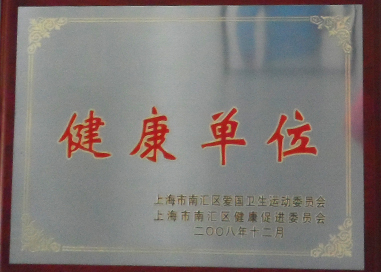 健康单位
上海市南汇区爱国卫生运动委员会
上海市南汇区健康促进委员会
二〇〇八年十二月